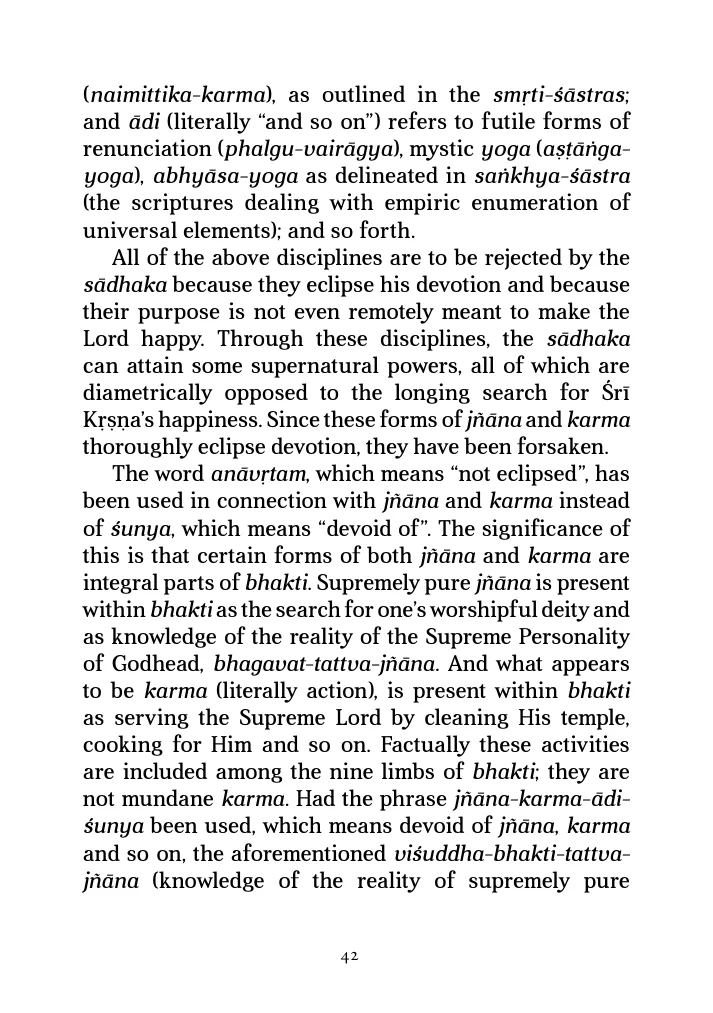 (naimittika-karma), as outlined in the smṛti-śāstras;
and ādi (literally “and so on”) refers to futile forms of
renunciation (phalgu-vairāgya), mystic yoga (aṣṭāṅga-
yoga), abhyāsa-yoga as delineated in saṅkhya-śāstra
(the scriptures dealing with empiric enumeration of
universal elements); and so forth.
All of the above disciplines are to be rejected by the
sādhaka because they eclipse his devotion and because
their purpose is not even remotely meant to make the
Lord happy. Through these disciplines, the sādhaka
can attain some supernatural powers, all of which are
diametrically opposed to the longing search for Śrī
Kṛṣṇa’s happiness. Since these forms of jñāna and karma
thoroughly eclipse devotion, they have been forsaken.
The word anāvṛtam, which means “not eclipsed”, has
been used in connection with jñāna and karma instead
of śunya, which means “devoid of”. The significance of
this is that certain forms of both jñāna and karma are
integral parts of bhakti. Supremely pure jñāna is present
within bhakti as the search for one’s worshipful deity and
as knowledge of the reality of the Supreme Personality
of Godhead, bhagavat-tattva-jñāna. And what appears
to be karma (literally action), is present within bhakti
as serving the Supreme Lord by cleaning His temple,
cooking for Him and so on. Factually these activities
are included among the nine limbs of bhakti; they are
not mundane karma. Had the phrase jñāna-karma-ādi-
śunya been used, which means devoid of jñāna, karma
and so on, the aforementioned viśuddha-bhakti-tattva-
jñāna (knowledge of the reality of supremely pure
42